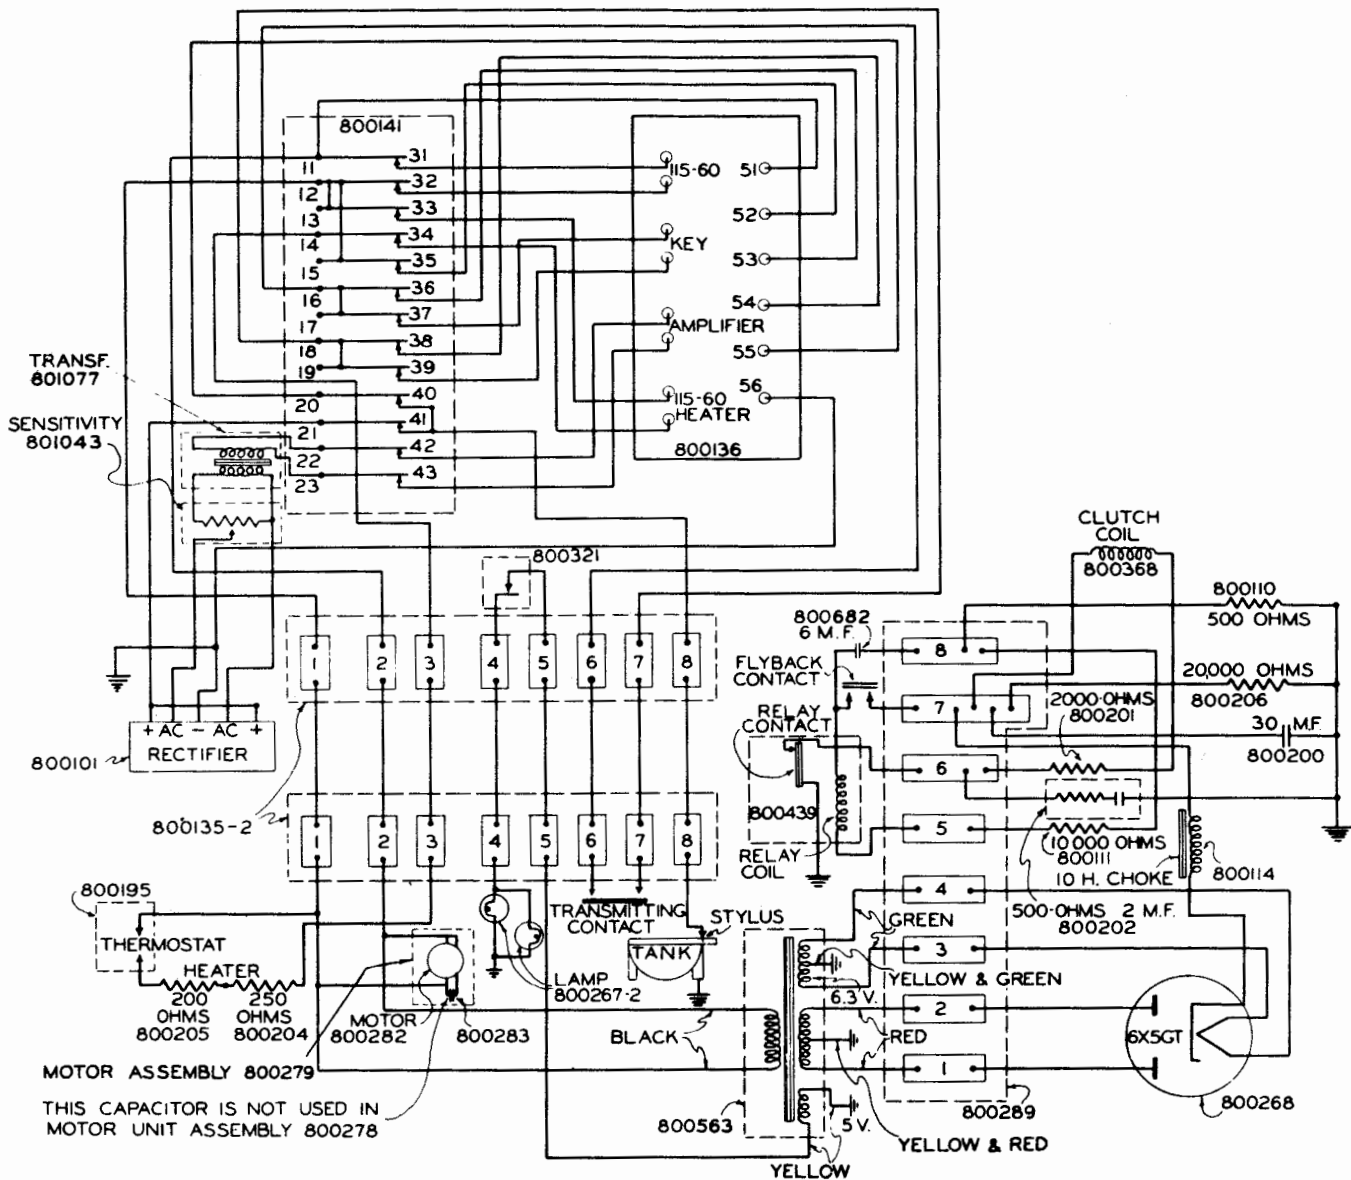 800141
11
12
13
14
15
16
17
18
19
20
21
22
23
31
32
33
34
35
36
37
38
39
40
41
42
43
115-60
KEY
AMPLIFIER
115-60
HEATER
800136
51
52
53
54
55
56
TRANSF.
801077
SENSITIVITY
801043
800321
+ AC - AC +
RECTIFIER
800101
1 2 3 4 5 6 7 8
800135-2
1 2 3 4 5 6 7 8
800195
THERMOSTAT
HEATER
200
OHMS
800205
250
OHMS
800204
MOTOR
800282
800283
LAMP
800267-2
TRANSMITTING
CONTACT
STYLUS
TANK
MOTOR ASSEMBLY 800279
THIS CAPACITOR IS NOT USED IN
MOTOR UNIT ASSEMBLY 800278
BLACK
800563
6.3 V.
5 V.
YELLOW
GREEN
YELLOW & GREEN
RED
YELLOW & RED
800289
CLUTCH
COIL
800368
800682
6 M.F.
FLYBACK
CONTACT
RELAY
CONTACT
800439
RELAY
COIL
8
7
6
5
4
3
2
1
800110
500 OHMS
20,000 OHMS
800206
2000-OHMS
800201
30 M.F.
800200
10000 OHMS
800111
10 H. CHOKE
800114
500-OHMS 2 M.F.
800202
6X5GT
800268